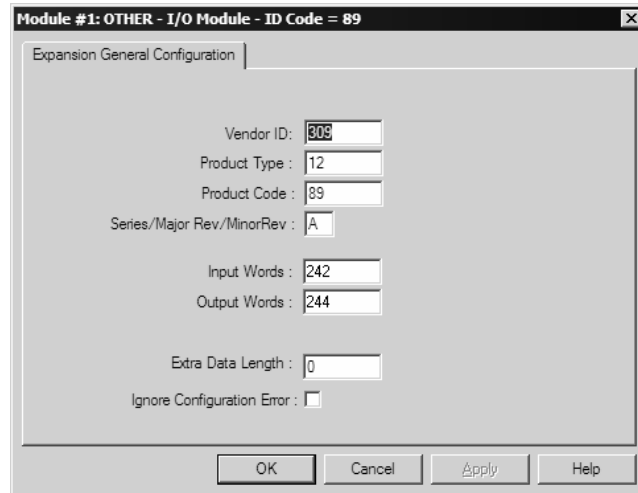 Module #1: OTHER - I/O Module - ID Code = 89
Expansion General Configuration
Vendor ID: 309
Product Type : 12
Product Code : 89
Series/Major Rev/MinorRev : A
Input Words : 242
Output Words : 244
Extra Data Length : 0
Ignore Configuration Error :
OK Cancel Apply Help